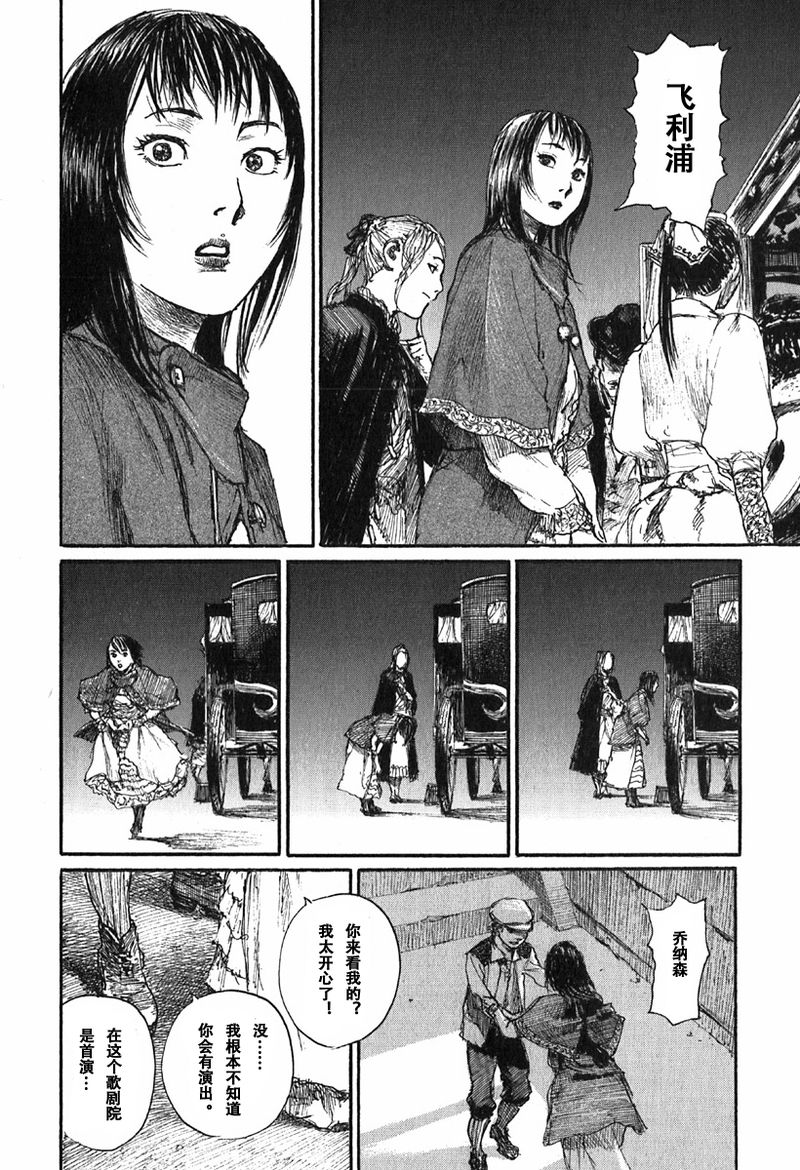 飞利浦
乔纳森
你来看我的？
我太开心了！
没……
我根本不知道
你会有演出。
在这个歌剧院
是首演…